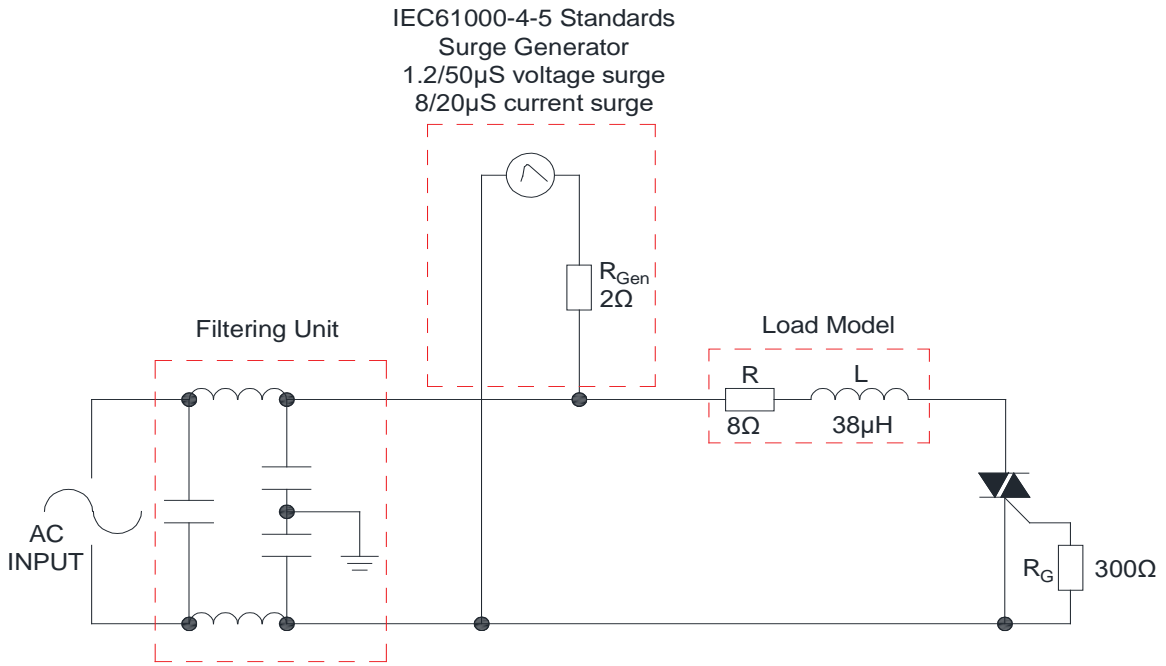 IEC61000-4-5 Standards
Surge Generator
1.2/50μS voltage surge
8/20μS current surge
RGen
2Ω
Filtering Unit
Load Model
R
L
8Ω
38μH
AC
INPUT
RG
300Ω